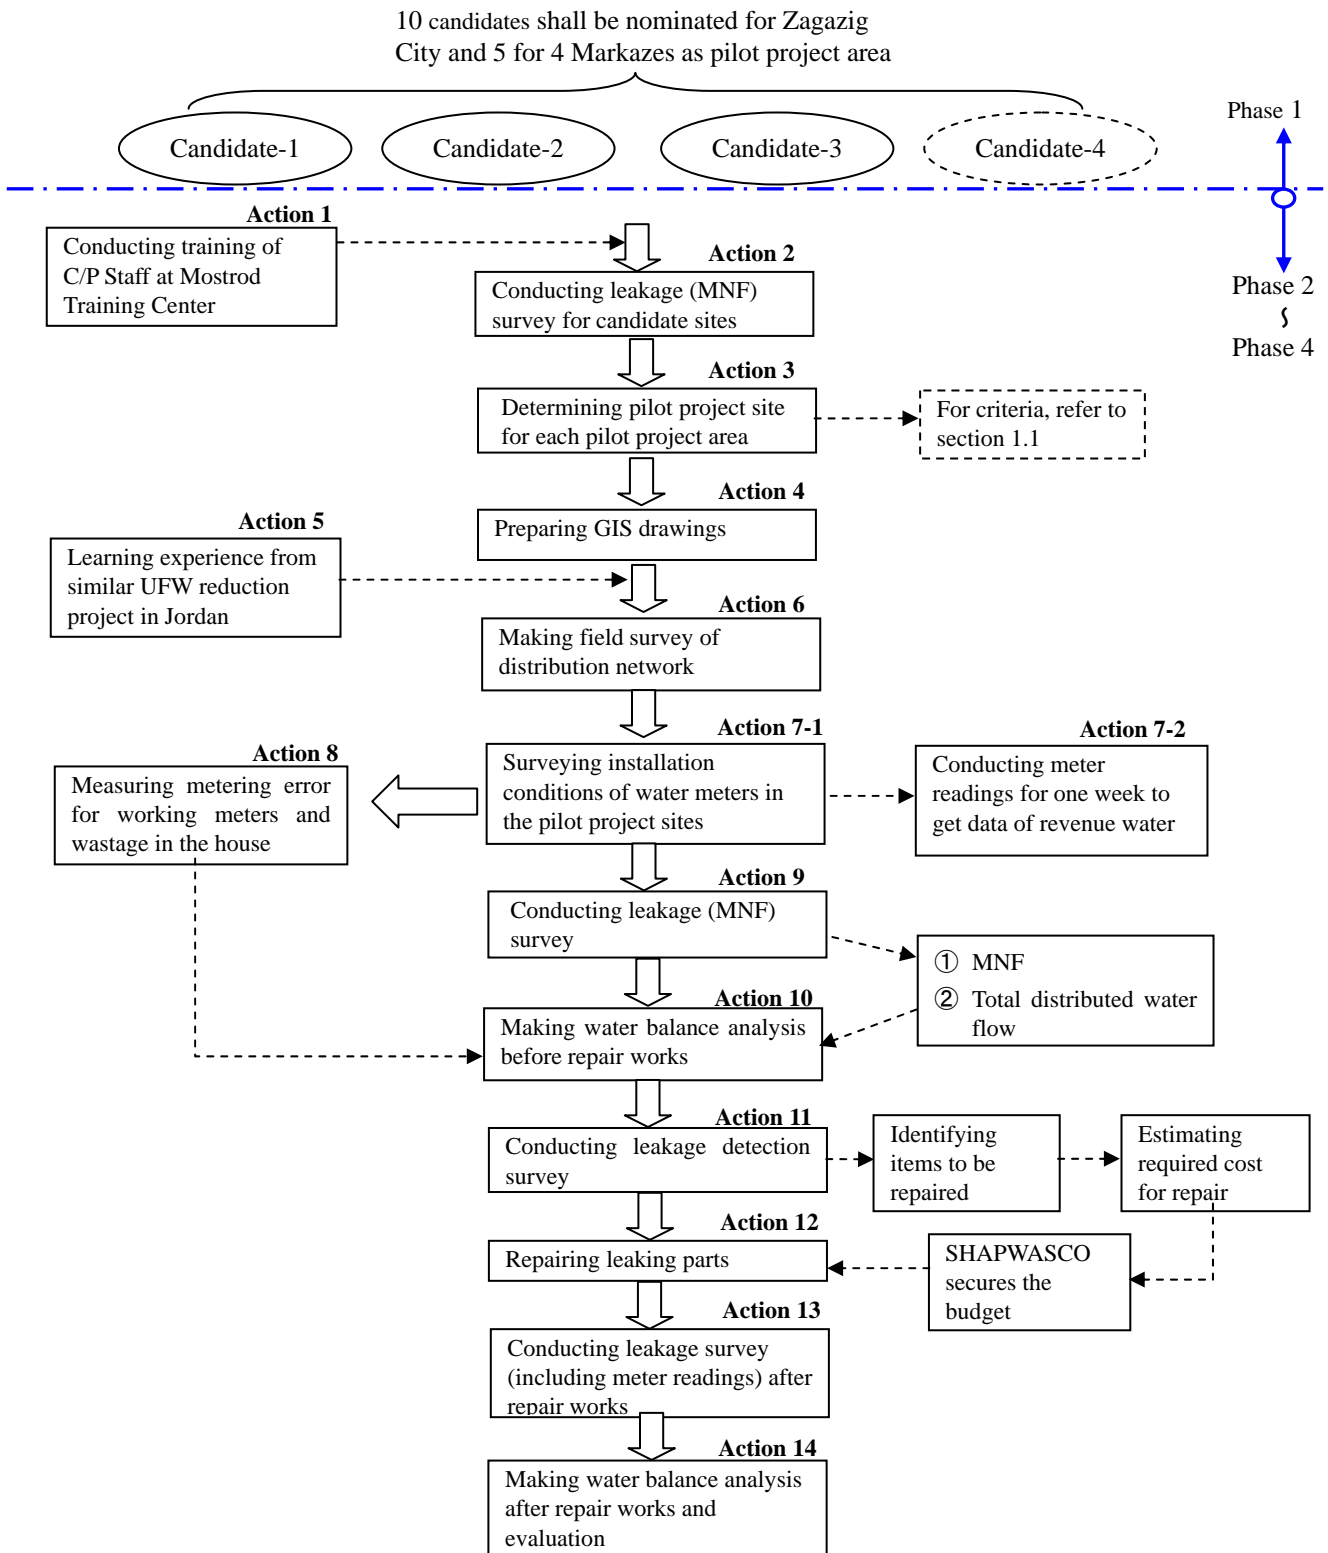 10 candidates shall be nominated for Zagazig
City and 5 for 4 Markazes as pilot project area
Candidate-1
Candidate-2
Candidate-3
Candidate-4
Phase 1
Phase 2
~
Phase 4
Action 1
Conducting training of
C/P Staff at Mostrod
Training Center
Action 2
Conducting leakage (MNF)
survey for candidate sites
Action 3
Determining pilot project site
for each pilot project area
For criteria, refer to
section 1.1
Action 4
Preparing GIS drawings
Action 5
Learning experience from
similar UFW reduction
project in Jordan
Action 6
Making field survey of
distribution network
Action 7-1
Surveying installation
conditions of water meters in
the pilot project sites
Action 7-2
Conducting meter
readings for one week to
get data of revenue water
Action 8
Measuring metering error
for working meters and
wastage in the house
Action 9
Conducting leakage (MNF)
survey
① MNF
② Total distributed water
flow
Action 10
Making water balance analysis
before repair works
Action 11
Conducting leakage detection
survey
Identifying
items to be
repaired
Estimating
required cost
for repair
Action 12
Repairing leaking parts
SHAPWASCO
secures the
budget
Action 13
Conducting leakage survey
(including meter readings) after
repair works
Action 14
Making water balance analysis
after repair works and
evaluation